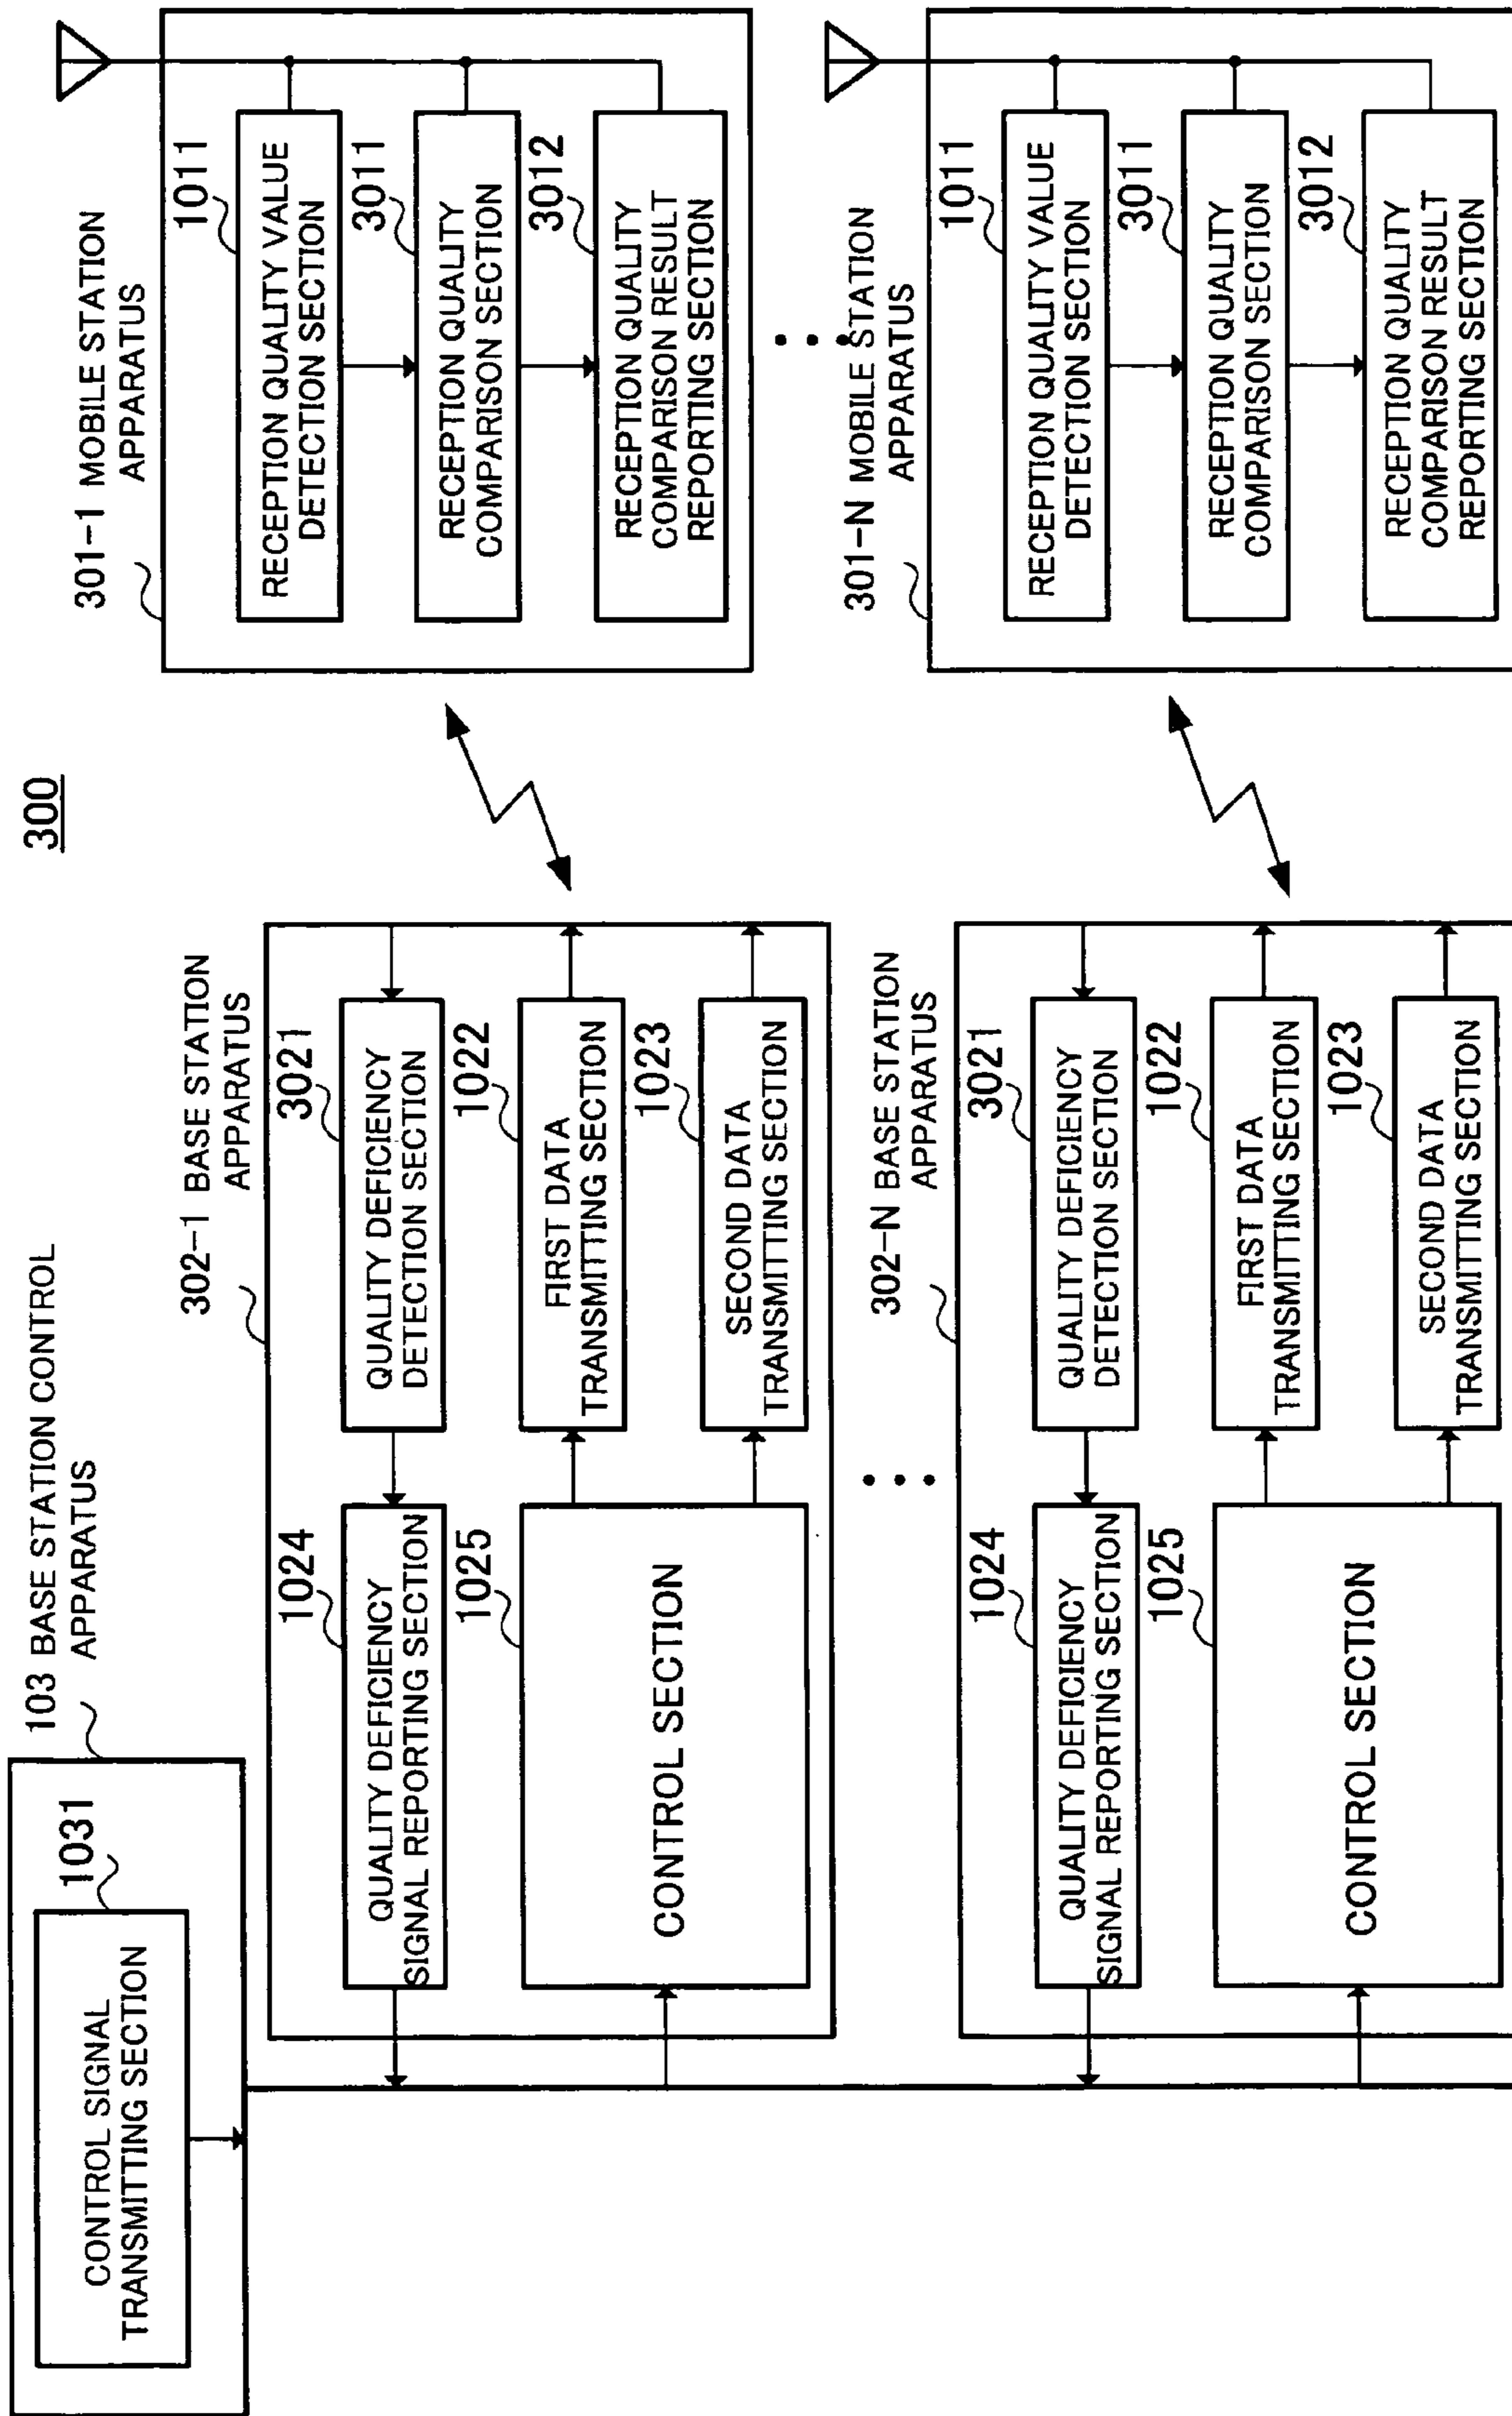 300
103 BASE STATION CONTROL
APPARATUS
1031
CONTROL SIGNAL
TRANSMITTING SECTION
302-1 BASE STATION
APPARATUS
1024
QUALITY DEFICIENCY
SIGNAL REPORTING SECTION
3021
QUALITY DEFICIENCY
DETECTION SECTION
1025
CONTROL SECTION
1022
FIRST DATA
TRANSMITTING SECTION
1023
SECOND DATA
TRANSMITTING SECTION
302-N BASE STATION
APPARATUS
1024
QUALITY DEFICIENCY
SIGNAL REPORTING SECTION
3021
QUALITY DEFICIENCY
DETECTION SECTION
1025
CONTROL SECTION
1022
FIRST DATA
TRANSMITTING SECTION
1023
SECOND DATA
TRANSMITTING SECTION
301-1 MOBILE STATION
APPARATUS
1011
RECEPTION QUALITY VALUE
DETECTION SECTION
3011
RECEPTION QUALITY
COMPARISON SECTION
3012
RECEPTION QUALITY
COMPARISON RESULT
REPORTING SECTION
301-N MOBILE STATION
APPARATUS
1011
RECEPTION QUALITY VALUE
DETECTION SECTION
3011
RECEPTION QUALITY
COMPARISON SECTION
3012
RECEPTION QUALITY
COMPARISON RESULT
REPORTING SECTION